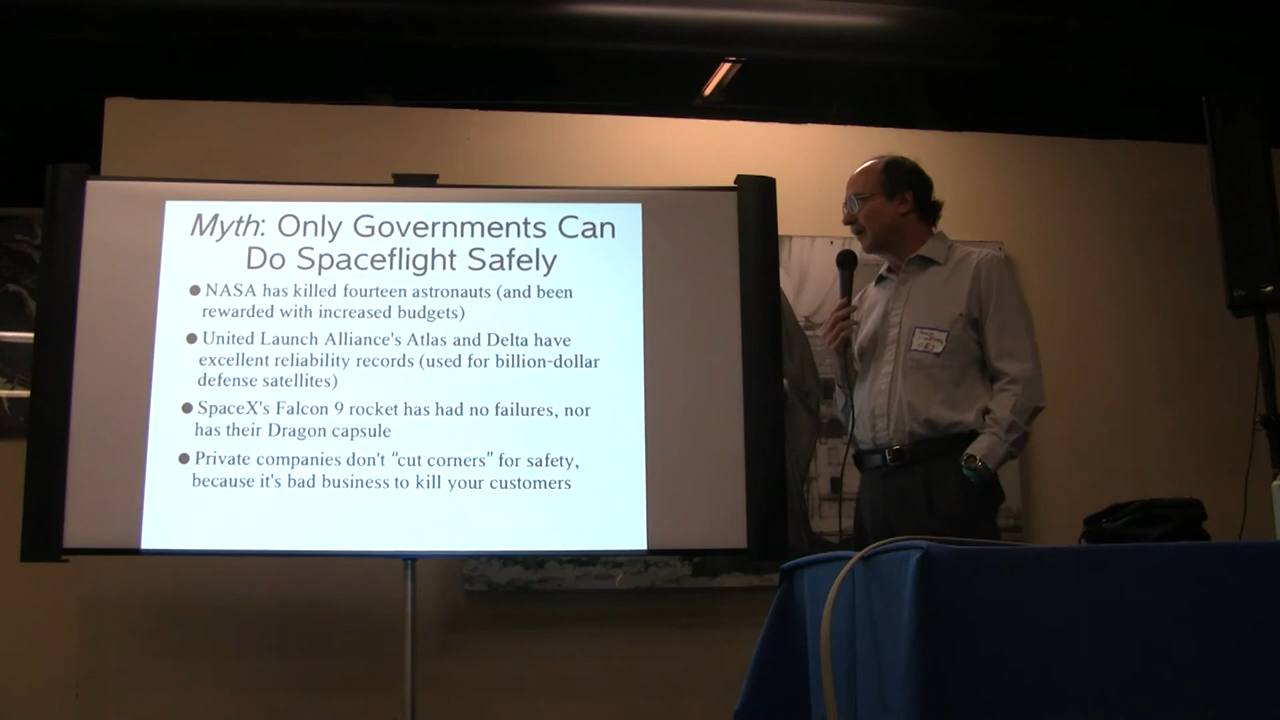 Myth: Only Governments Can
Do Spaceflight Safely
● NASA has killed fourteen astronauts (and been
rewarded with increased budgets)
● United Launch Alliance's Atlas and Delta have
excellent reliability records (used for billion-dollar
defense satellites)
● SpaceX's Falcon 9 rocket has had no failures, nor
has their Dragon capsule
● Private companies don't “cut corners” for safety,
because it's bad business to kill your customers